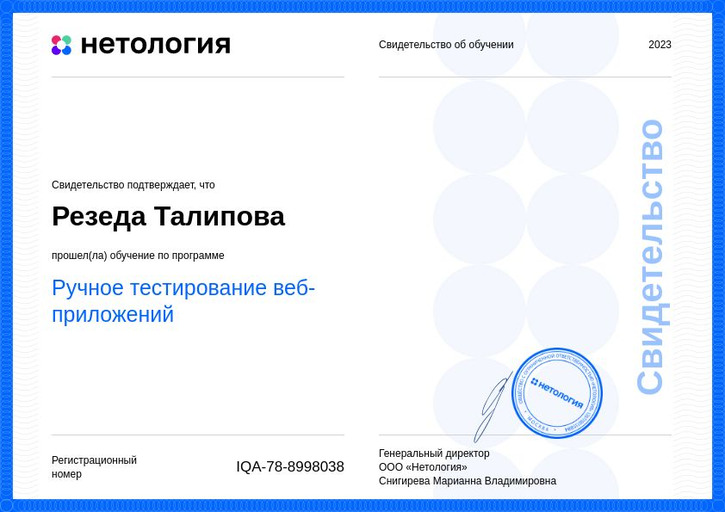 нетология
Свидетельство об обучении
2023
Свидетельство
Свидетельство подтверждает, что
Резеда Талипова
прошел(ла) обучение по программе
Ручное тестирование веб-
приложений
нетология
МОСКВА
Регистрационный
номер
IQA-78-8998038
Генеральный директор
ООО «Нетология»
Снигирева Марианна Владимировна